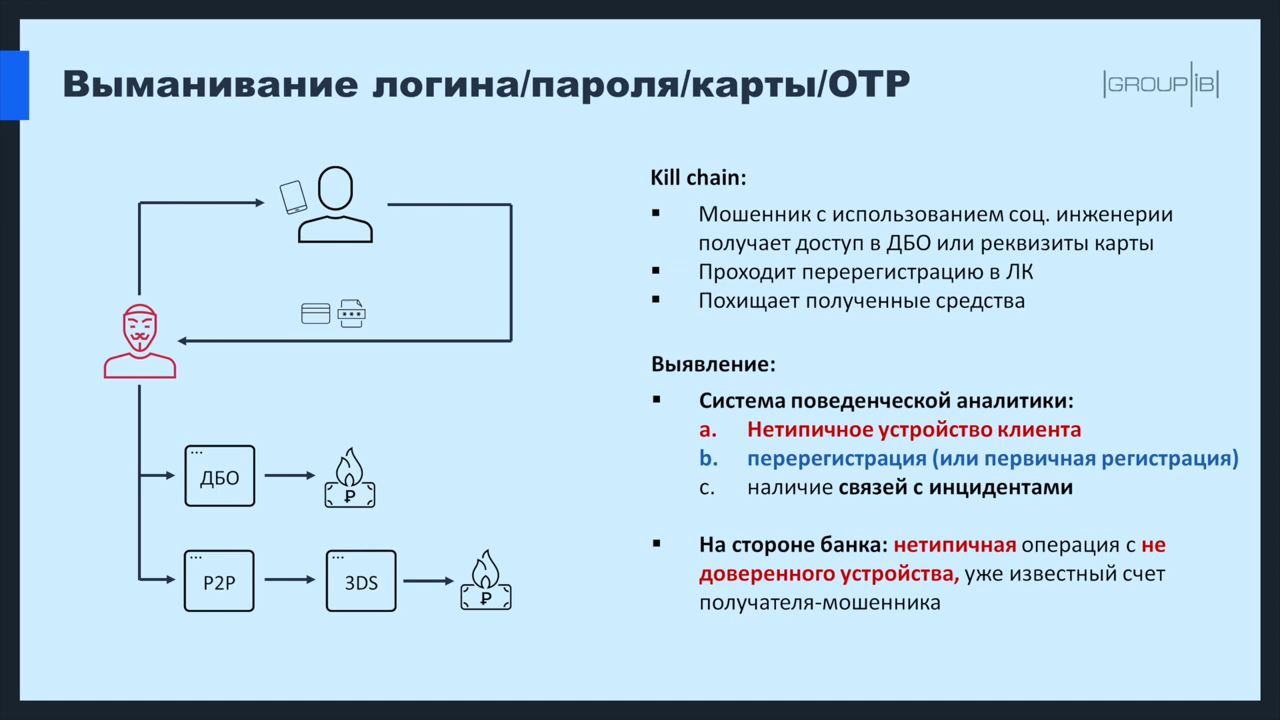 Выманивание логина/пароля/карты/OTP
|GROUP|iB|
Kill chain:
▪ Мошенник с использованием соц. инженерии
получает доступ в ДБО или реквизиты карты
▪ Проходит перерегистрацию в ЛК
▪ Похищает полученные средства
Выявление:
▪ Система поведенческой аналитики:
a. Нетипичное устройство клиента
b. перерегистрация (или первичная регистрация)
c. наличие связей с инцидентами
▪ На стороне банка: нетипичная операция с не
доверенного устройства, уже известный счет
получателя-мошенника
***
ДБО
₽
P2P
3DS
₽